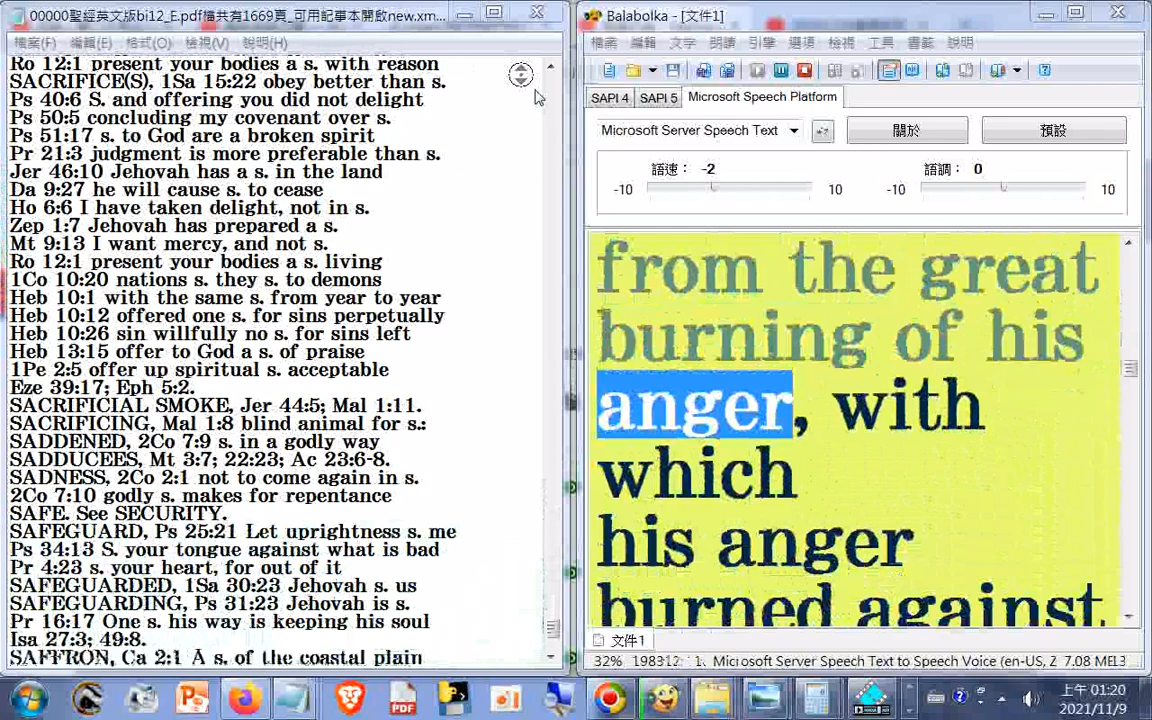 00000聖經英文版bi12_E.pdf檔共有1669頁_可用記事本開啟new.xm...
檔案(F) 編輯(E) 格式(O) 檢視(V) 說明(H)
Ro 12:1 present your bodies a s. with reason
SACRIFICE(S), 1Sa 15:22 obey better than s.
Ps 40:6 S. and offering you did not delight
Ps 50:5 concluding my covenant over s.
Ps 51:17 s. to God are a broken spirit
Pr 21:3 judgment is more preferable than s.
Jer 46:10 Jehovah has a s. in the land
Da 9:27 he will cause s. to cease
Ho 6:6 I have taken delight, not in s.
Zep 1:7 Jehovah has prepared a s.
Mt 9:13 I want mercy, and not s.
Ro 12:1 present your bodies a s. living
1Co 10:20 nations s. they s. to demons
Heb 10:1 with the same s. from year to year
Heb 10:12 offered one s. for sins perpetually
Heb 10:26 sin willfully no s. for sins left
Heb 13:15 offer to God a s. of praise
1Pe 2:5 offer up spiritual s. acceptable
Eze 39:17; Eph 5:2.
SACRIFICIAL SMOKE, Jer 44:5; Mal 1:11.
SACRIFICING, Mal 1:8 blind animal for s.:
SADDENED, 2Co 7:9 s. in a godly way
SADDUCEES, Mt 3:7; 22:23; Ac 23:6-8.
SADNESS, 2Co 2:1 not to come again in s.
2Co 7:10 godly s. makes for repentance
SAFE. See SECURITY.
SAFEGUARD, Ps 25:21 Let uprightness s. me
Ps 34:13 S. your tongue against what is bad
Pr 4:23 s. your heart, for out of it
SAFEGUARDED, 1Sa 30:23 Jehovah s. us
SAFEGUARDING, Ps 31:23 Jehovah is s.
Pr 16:17 One s. his way is keeping his soul
Isa 27:3; 49:8.
SAFFRON, Ca 2:1 A s. of the coastal plain
Balabolka - [文件1]
檔案 編輯 文字 朗讀 引擎 選項 檢視 工具 書籤 說明
SAPI 4 SAPI 5 Microsoft Speech Platform
Microsoft Server Speech Text 關於 預設
語速: -2 語調: 0
-10 10 -10 10
from the great
burning of his
anger, with
which
his anger
burned against
文件1
32% 198312 1. Microsoft Server Speech Text to Speech Voice (en-US, Z 7.08 ME
上午 01:20
2021/11/9